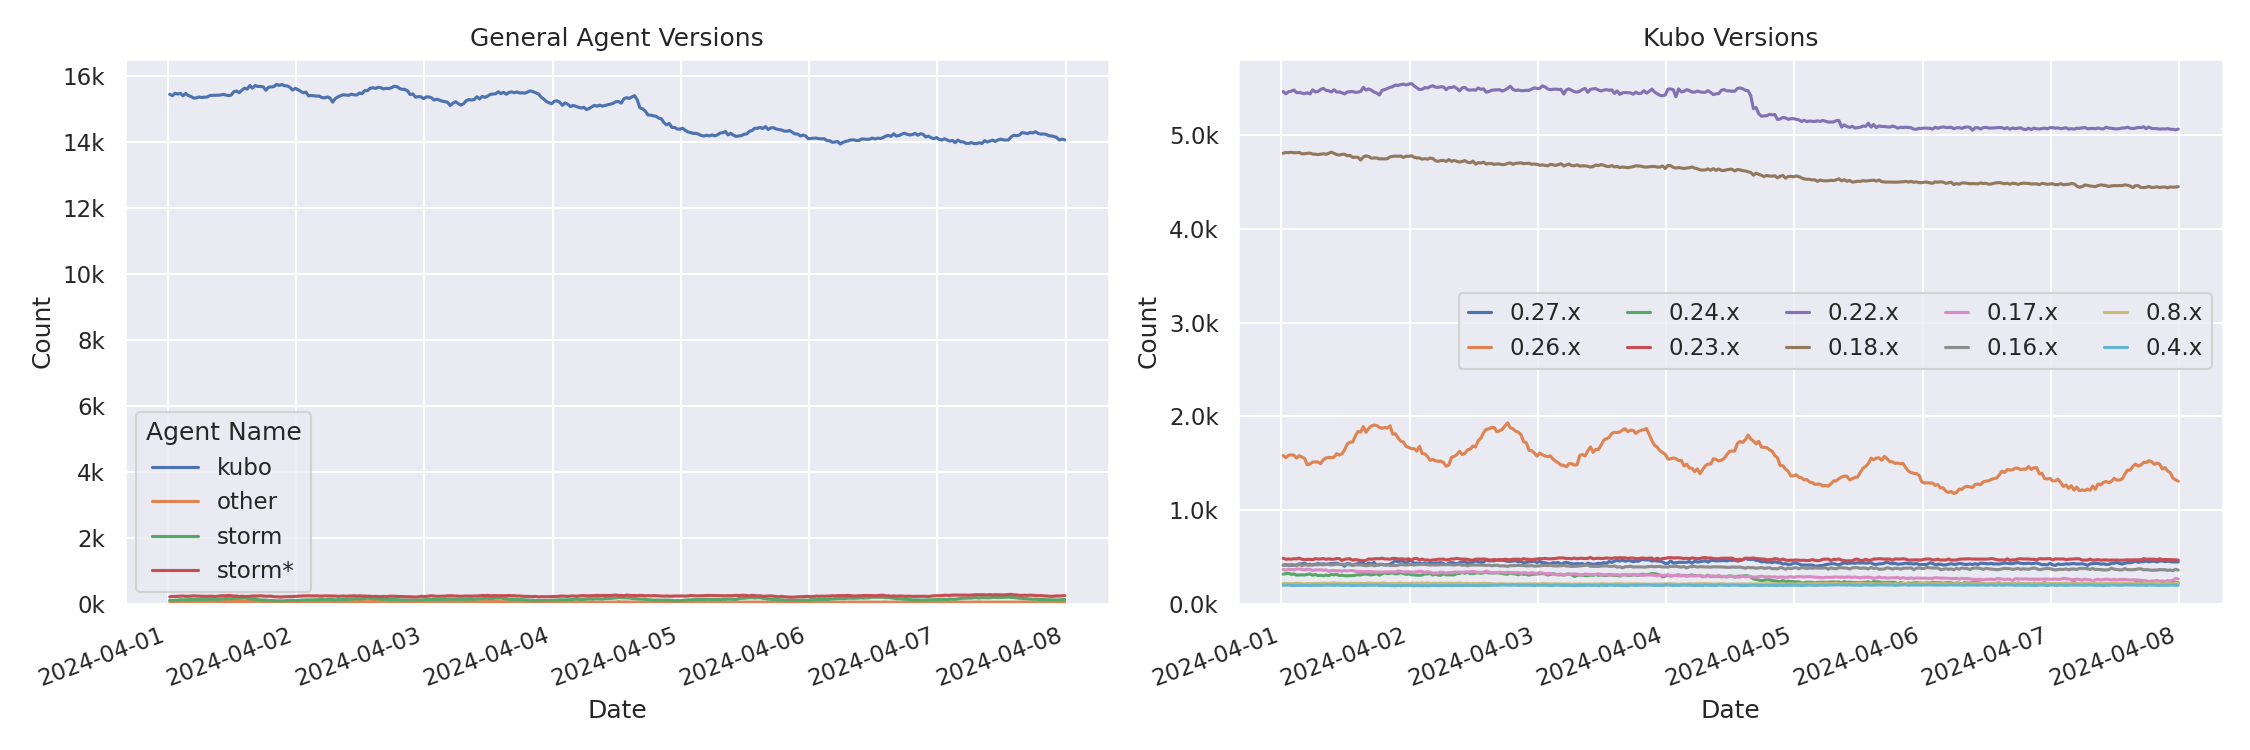 General Agent Versions
16k
14k
12k
10k
8k
6k
4k
2k
0k
Count
Agent Name
kubo
other
storm
storm*
2024-04-01
2024-04-02
2024-04-03
2024-04-04
2024-04-05
2024-04-06
2024-04-07
2024-04-08
Date
Kubo Versions
5.0k
4.0k
3.0k
2.0k
1.0k
0.0k
Count
0.27.x 0.24.x 0.22.x 0.17.x 0.8.x
0.26.x 0.23.x 0.18.x 0.16.x 0.4.x
2024-04-01
2024-04-02
2024-04-03
2024-04-04
2024-04-05
2024-04-06
2024-04-07
2024-04-08
Date